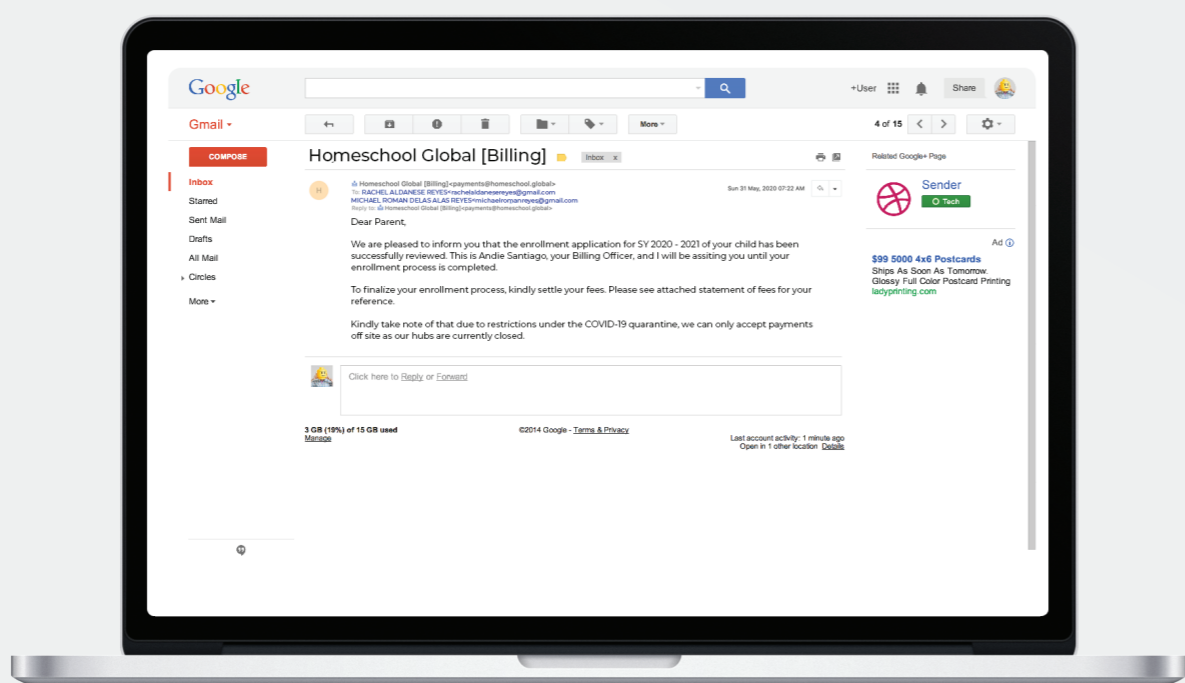 Google
+User
Share
Gmail
More
4 of 15
COMPOSE
Inbox
Starred
Sent Mail
Drafts
All Mail
Circles
More
Homeschool Global [Billing]
Inbox x
H
Homeschool Global [Billing]<payments@homeschool.global>
To: RACHEL ALDANESE REYES<rachelaldanesereyes@gmail.com
MICHAEL ROMAN DELAS ALAS REYES<michaelromanreyes@gmail.com
Reply to: Homeschool Global [Billing]<payments@homeschool.global>
Sun 31 May, 2020 07:22 AM
Dear Parent,
We are pleased to inform you that the enrollment application for SY 2020 - 2021 of your child has been
successfully reviewed. This is Andie Santiago, your Billing Officer, and I will be assiting you until your
enrollment process is completed.
To finalize your enrollment process, kindly settle your fees. Please see attached statement of fees for your
reference.
Kindly take note of that due to restrictions under the COVID-19 quarantine, we can only accept payments
off site as our hubs are currently closed.
Click here to Reply or Forward
3 GB (19%) of 15 GB used
Manage
©2014 Google - Terms & Privacy
Last account activity: 1 minute ago
Open in 1 other location Details
Related Google+ Page
Sender
Tech
Ad
$99 5000 4x6 Postcards
Ships As Soon As Tomorrow.
Glossy Full Color Postcard Printing
ladyprinting.com